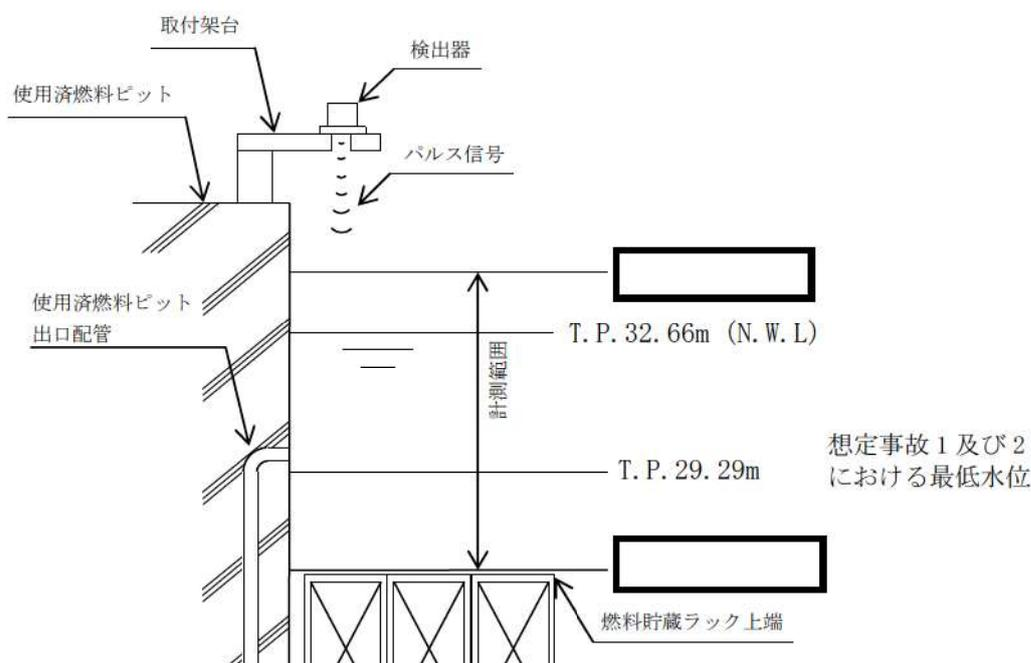 取付架台
検出器
使用済燃料ピット
パルス信号
使用済燃料ピット
出口配管
T.P.32.66m (N.W.L)
計測範囲
T.P.29.29m
想定事故1及び2
における最低水位
燃料貯蔵ラック上端